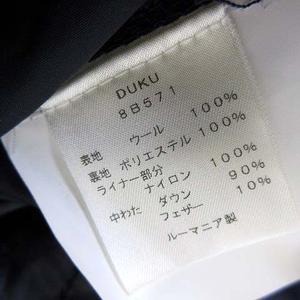 DUKU
8B571
表地 ウール 100%
裏地 ポリエステル 100%
ライナー部分
ナイロン 100%
中わた ダウン 90%
フェザー 10%
ルーマニア製